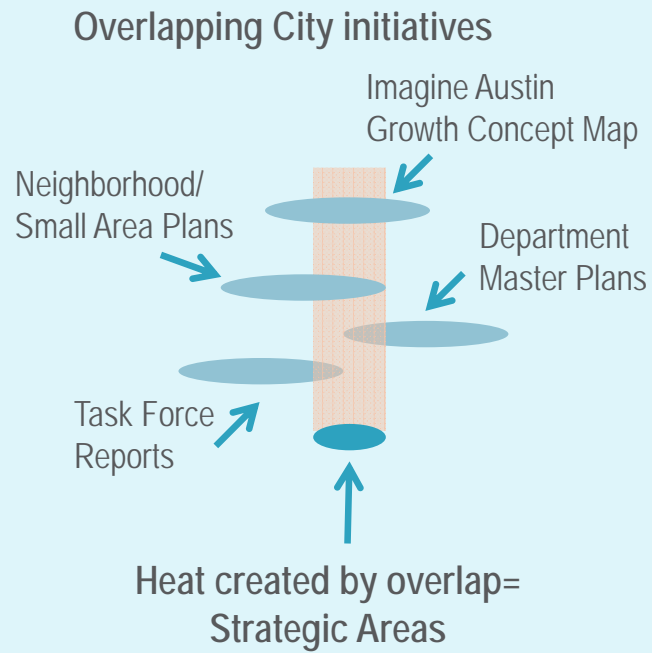 Overlapping City initiatives
Imagine Austin
Growth Concept Map
Neighborhood/
Small Area Plans
Department
Master Plans
Task Force
Reports
Heat created by overlap=
Strategic Areas